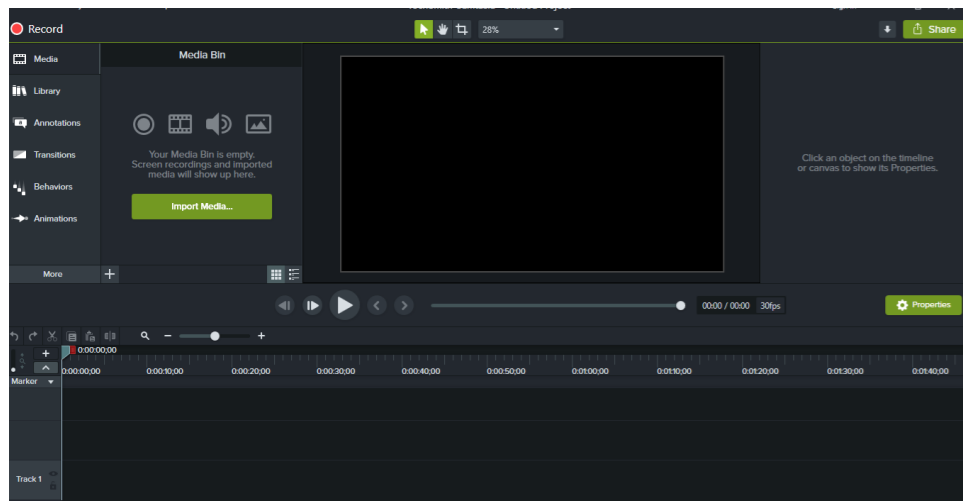 Record
28%
Share
Media
Media Bin
Library
Annotations
Transitions
Behaviors
Animations
More
Your Media Bin is empty.
Screen recordings and imported
media will show up here.
Import Media...
Click an object on the timeline
or canvas to show its Properties.
00:00 / 00:00 30fps
Properties
0:00:00;00
0:00:00;00 0:00:10;00 0:00:20;00 0:00:30;00 0:00:40;00 0:00:50;00 0:01:00;00 0:01:10;00 0:01:20;00 0:01:30;00 0:01:40;00
Marker
Track 1